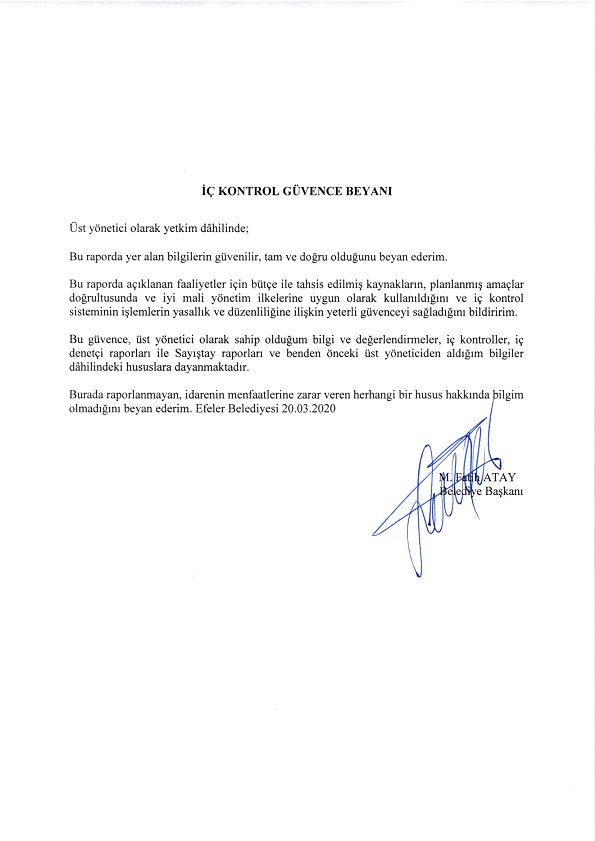 İÇ KONTROL GÜVENCE BEYANI
Üst yönetici olarak yetkim dâhilinde;
Bu raporda yer alan bilgilerin güvenilir, tam ve doğru olduğunu beyan ederim.
Bu raporda açıklanan faaliyetler için bütçe ile tahsis edilmiş kaynakların, planlanmış amaçlar
doğrultusunda ve iyi mali yönetim ilkelerine uygun olarak kullanıldığını ve iç kontrol
sisteminin işlemlerin yasallık ve düzenliliğine ilişkin yeterli güvenceyi sağladığını bildiririm.
Bu güvence, üst yönetici olarak sahip olduğum bilgi ve değerlendirmeler, iç kontroller, iç
denetçi raporları ile Sayıştay raporları ve benden önceki üst yöneticiden aldığım bilgiler
dâhilindeki hususlara dayanmaktadır.
Burada raporlanmayan, idarenin menfaatlerine zarar veren herhangi bir husus hakkında bilgim
olmadığını beyan ederim. Efeler Belediyesi 20.03.2020
M. Fatih ATAY
Belediye Başkanı